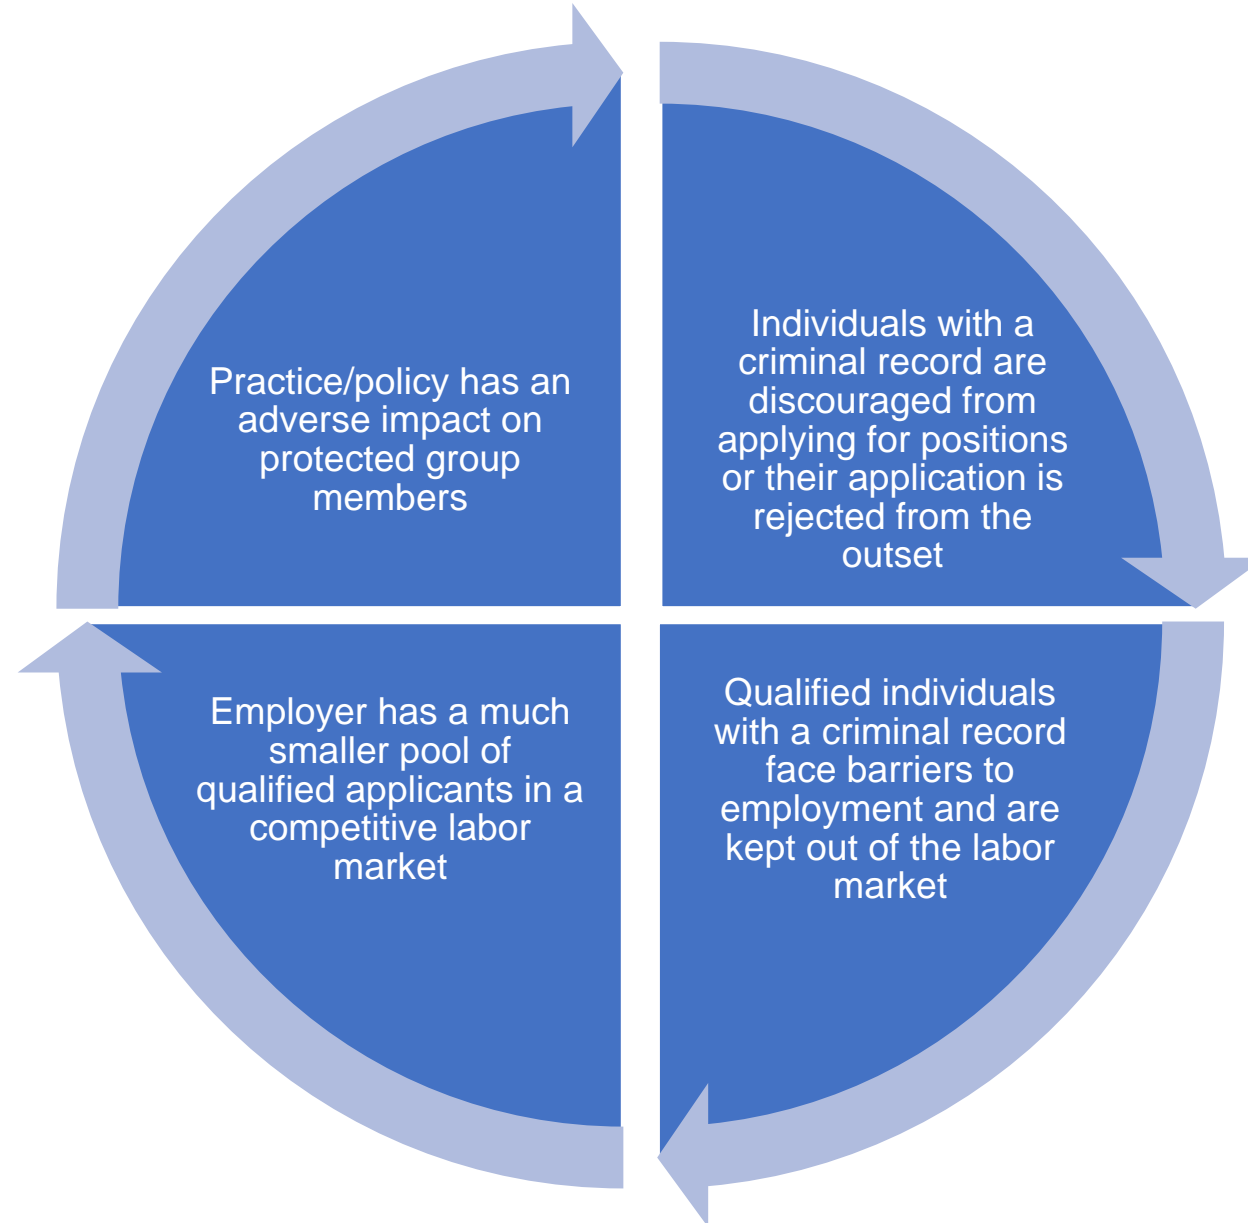 Practice/policy has an
adverse impact on
protected group
members
Individuals with a
criminal record are
discouraged from
applying for positions
or their application is
rejected from the
outset
Employer has a much
smaller pool of
qualified applicants in a
competitive labor
market
Qualified individuals
with a criminal record
face barriers to
employment and are
kept out of the labor
market